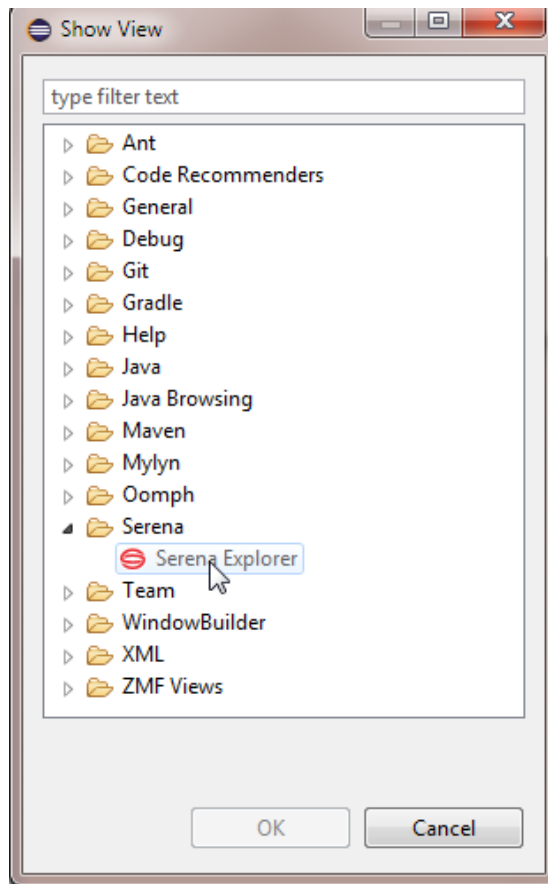 Show View
type filter text
Ant
Code Recommenders
General
Debug
Git
Gradle
Help
Java
Java Browsing
Maven
Mylyn
Oomph
Serena
Serena Explorer
Team
WindowBuilder
XML
ZMF Views
OK Cancel